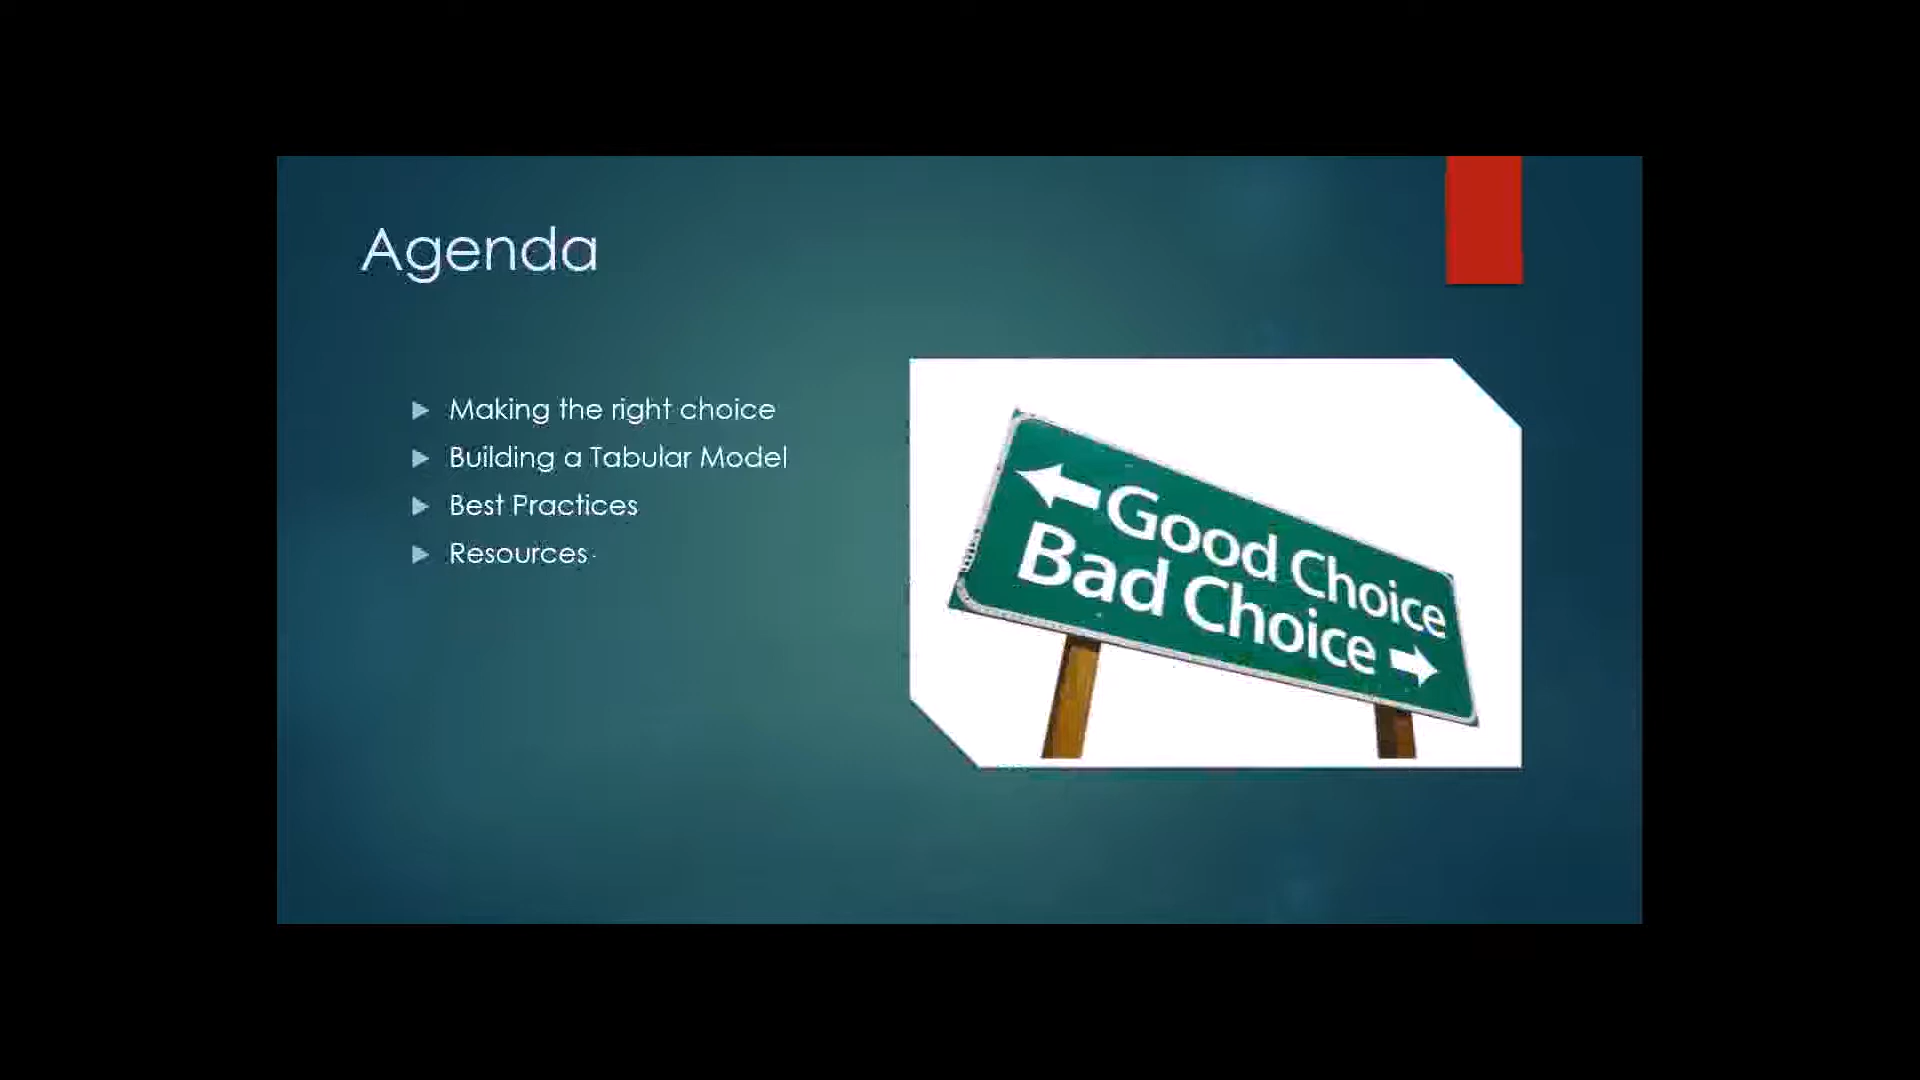 Agenda
Making the right choice
Building a Tabular Model
Best Practices
Resources
Good Choice
Bad Choice